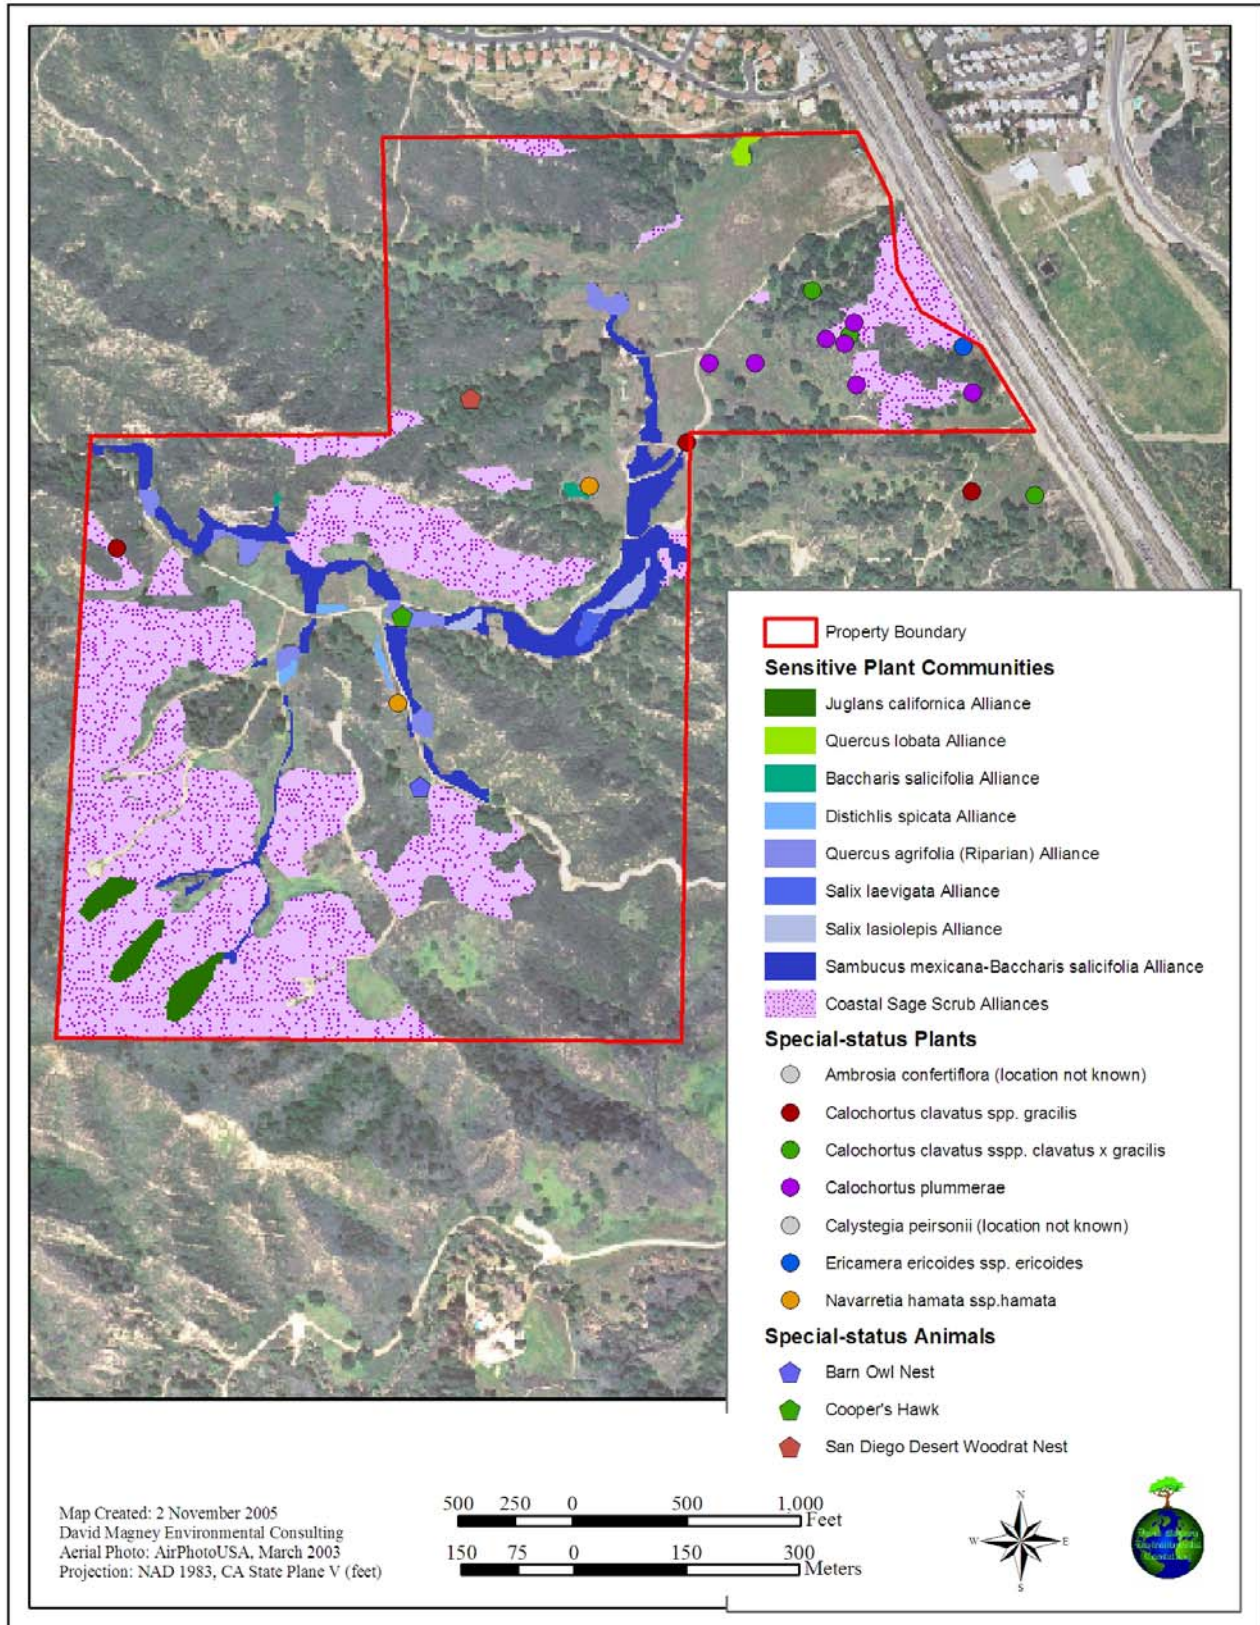 Property Boundary
Sensitive Plant Communities
Juglans californica Alliance
Quercus lobata Alliance
Baccharis salicifolia Alliance
Distichlis spicata Alliance
Quercus agrifolia (Riparian) Alliance
Salix laevigata Alliance
Salix lasiolepis Alliance
Sambucus mexicana-Baccharis salicifolia Alliance
Coastal Sage Scrub Alliances
Special-status Plants
Ambrosia confertiflora (location not known)
Calochortus clavatus spp. gracilis
Calochortus clavatus sspp. clavatus x gracilis
Calochortus plummerae
Calystegia peirsonii (location not known)
Ericamera ericoides ssp. ericoides
Navarretia hamata ssp.hamata
Special-status Animals
Barn Owl Nest
Cooper's Hawk
San Diego Desert Woodrat Nest
Map Created: 2 November 2005
David Magney Environmental Consulting
Aerial Photo: AirPhotoUSA, March 2003
Projection: NAD 1983, CA State Plane V (feet)
500 250 0 500 1,000
Feet
150 75 0 150 300
Meters
N
W E
S
David Magney
Environmental
Consulting